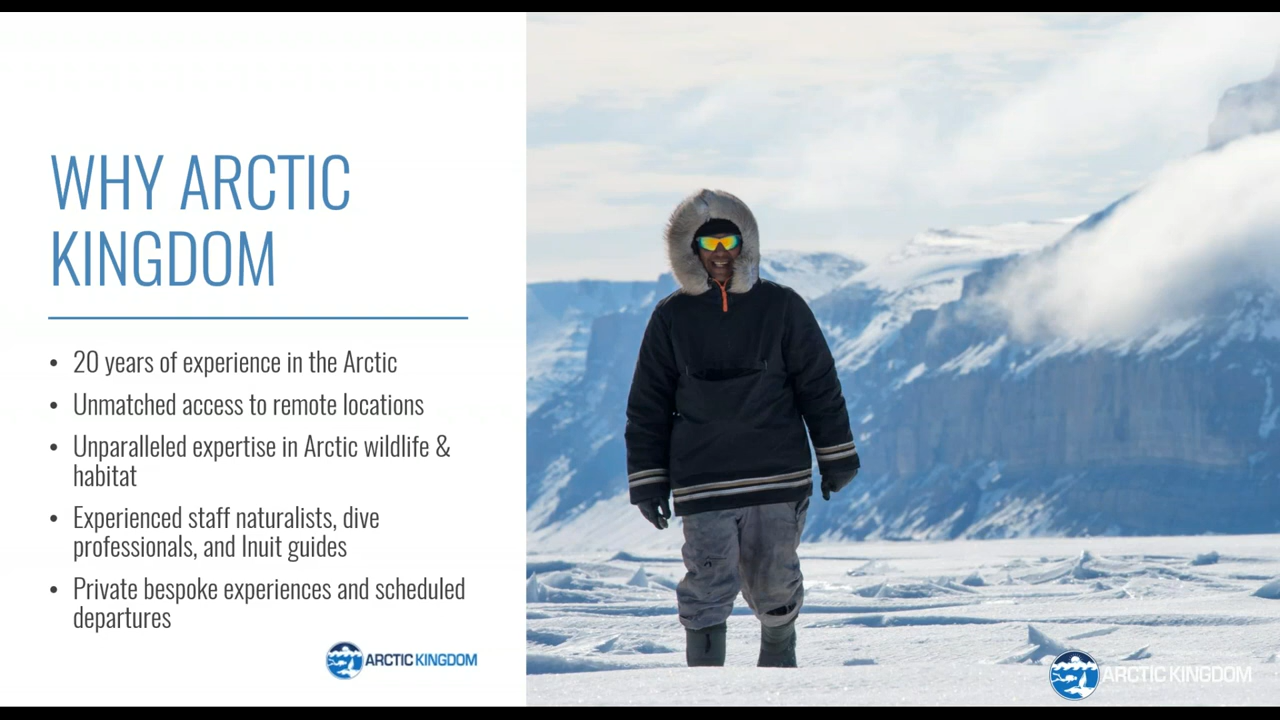 WHY ARCTIC
KINGDOM
• 20 years of experience in the Arctic
• Unmatched access to remote locations
• Unparalleled expertise in Arctic wildlife &
habitat
• Experienced staff naturalists, dive
professionals, and Inuit guides
• Private bespoke experiences and scheduled
departures
ARCTIC KINGDOM
ARCTIC KINGDOM